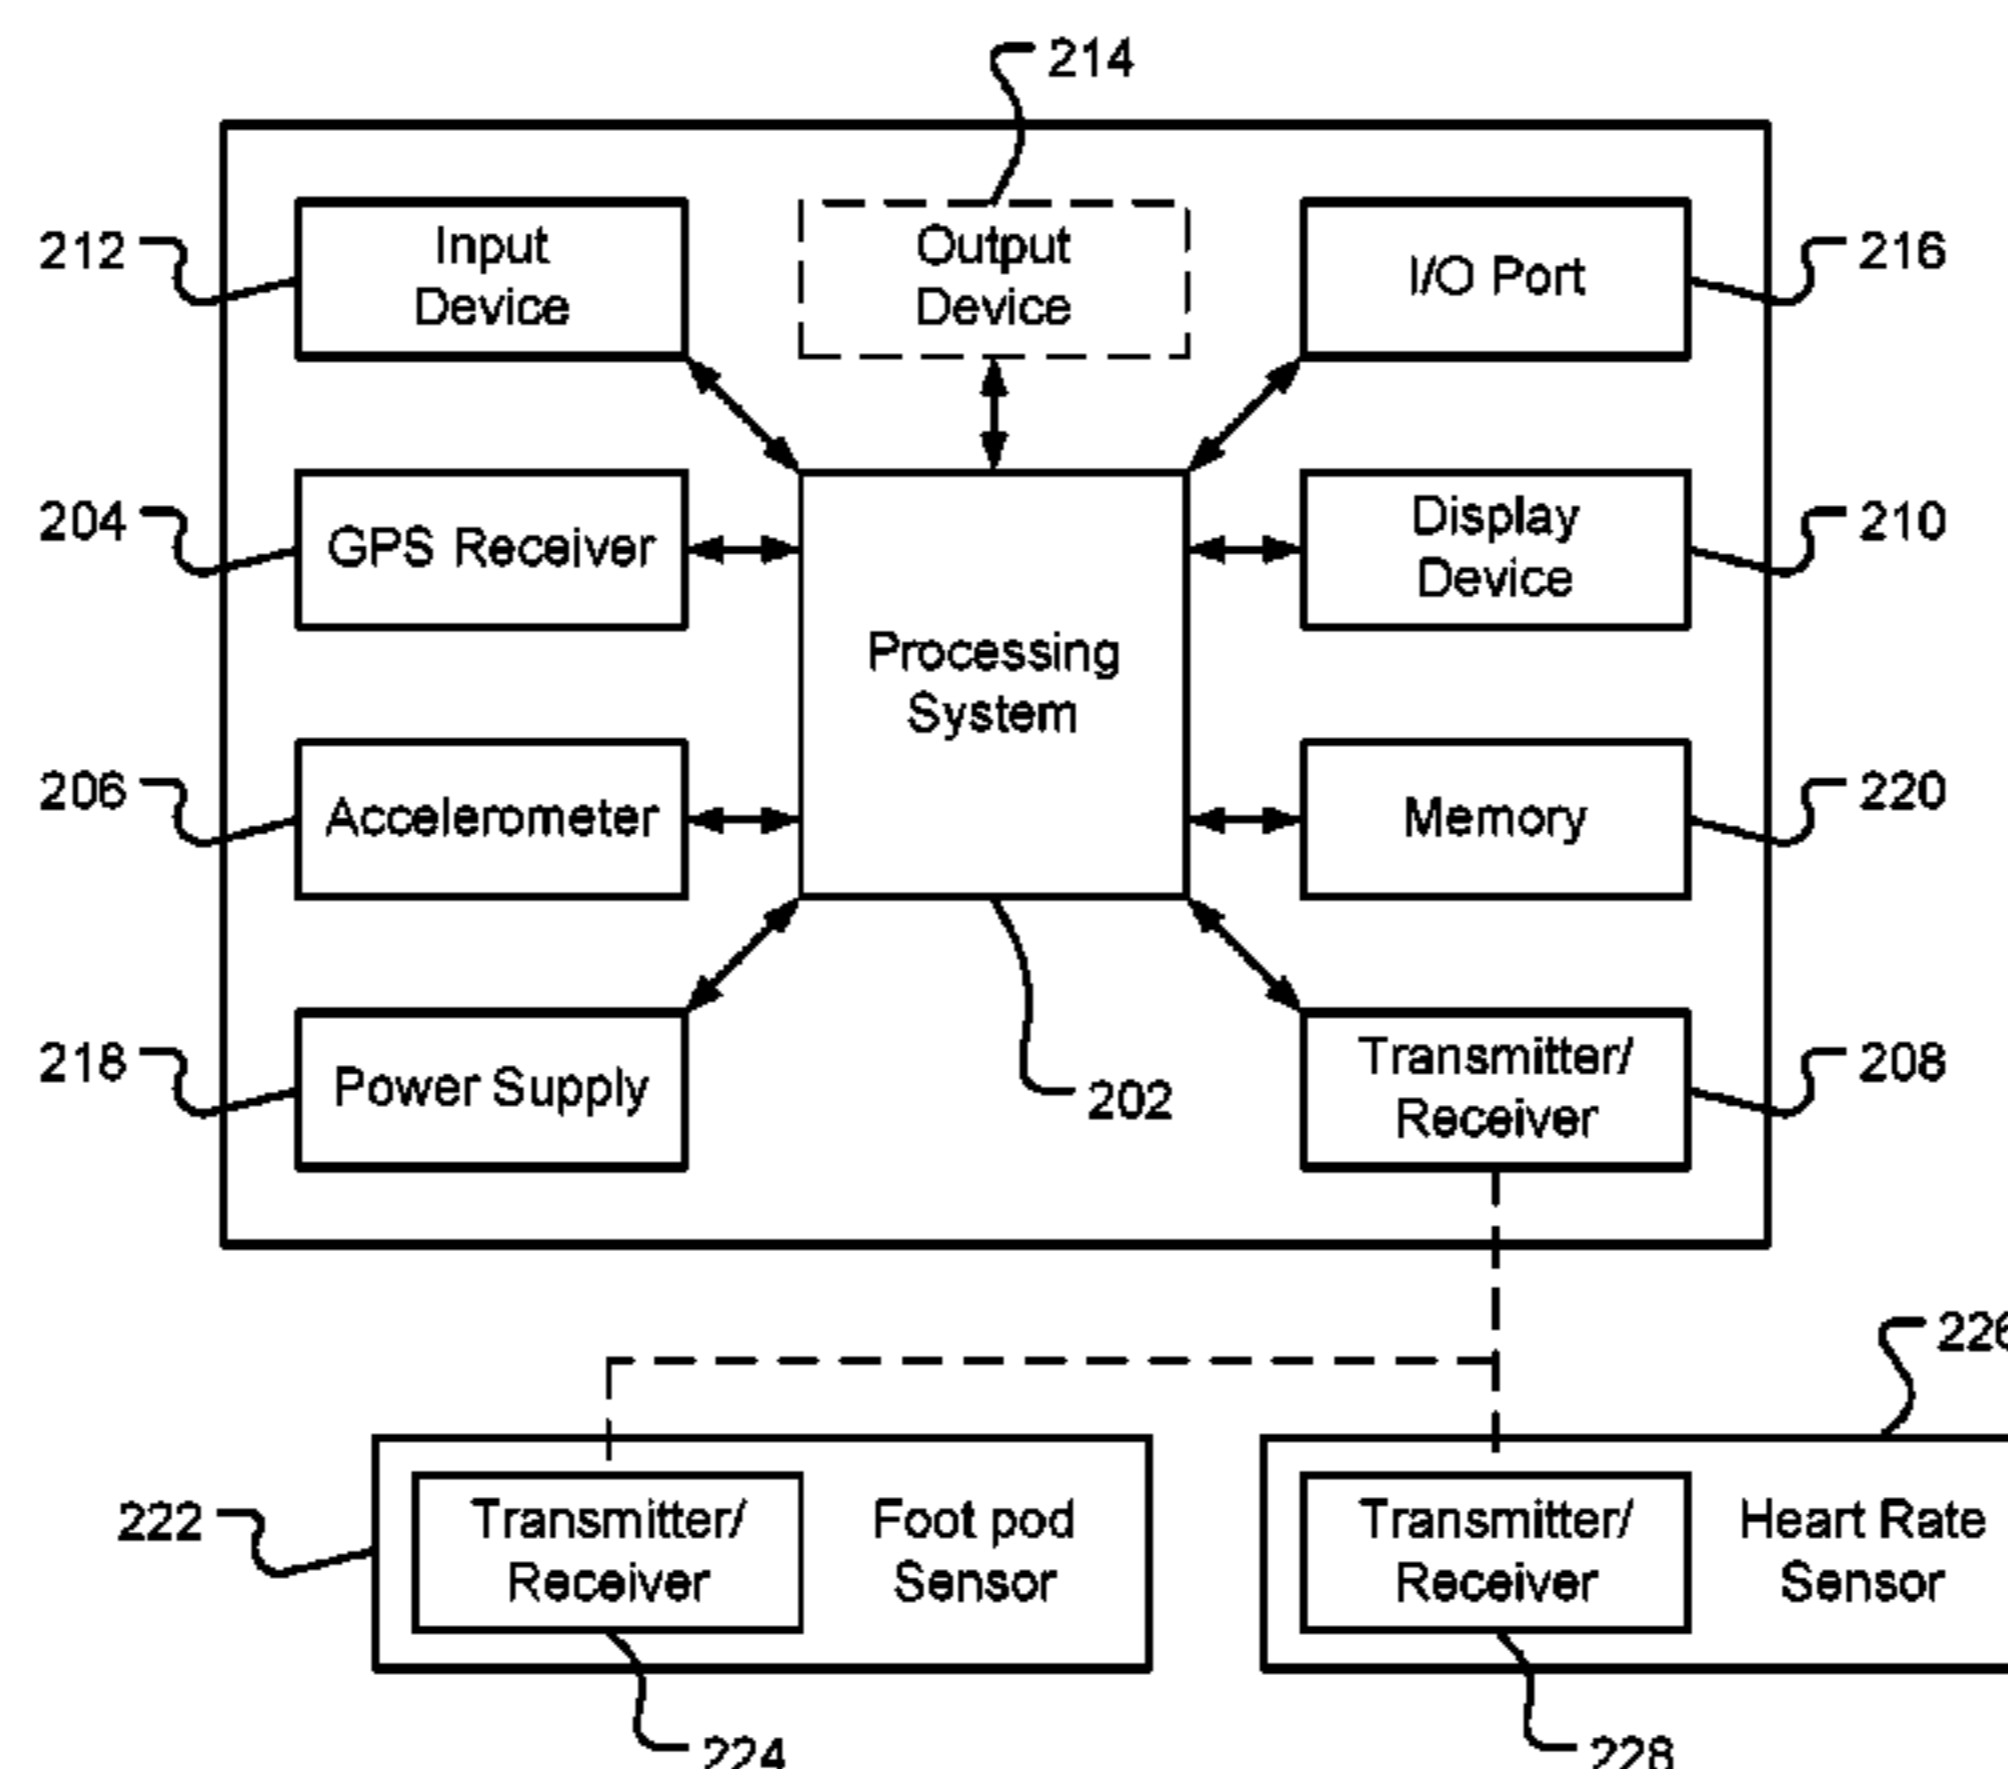 214
212
Input
Device
Output
Device
I/O Port
216
204
GPS Receiver
Display
Device
210
Processing
System
206
Accelerometer
Memory
220
218
Power Supply
202
Transmitter/
Receiver
208
226
222
Transmitter/
Receiver
Foot pod
Sensor
Transmitter/
Receiver
Heart Rate
Sensor
224
228